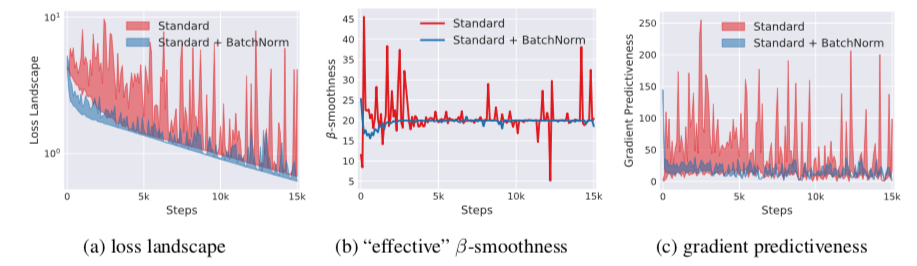 Standard
Standard + BatchNorm
10¹
10⁰
Loss Landscape
0 5k 10k 15k
Steps
(a) loss landscape
Standard
Standard + BatchNorm
45
40
35
30
25
20
15
10
5
β-smoothness
0 5k 10k 15k
Steps
(b) “effective” β-smoothness
Standard
Standard + BatchNorm
250
200
150
100
50
0
Gradient Predictiveness
0 5k 10k 15k
Steps
(c) gradient predictiveness